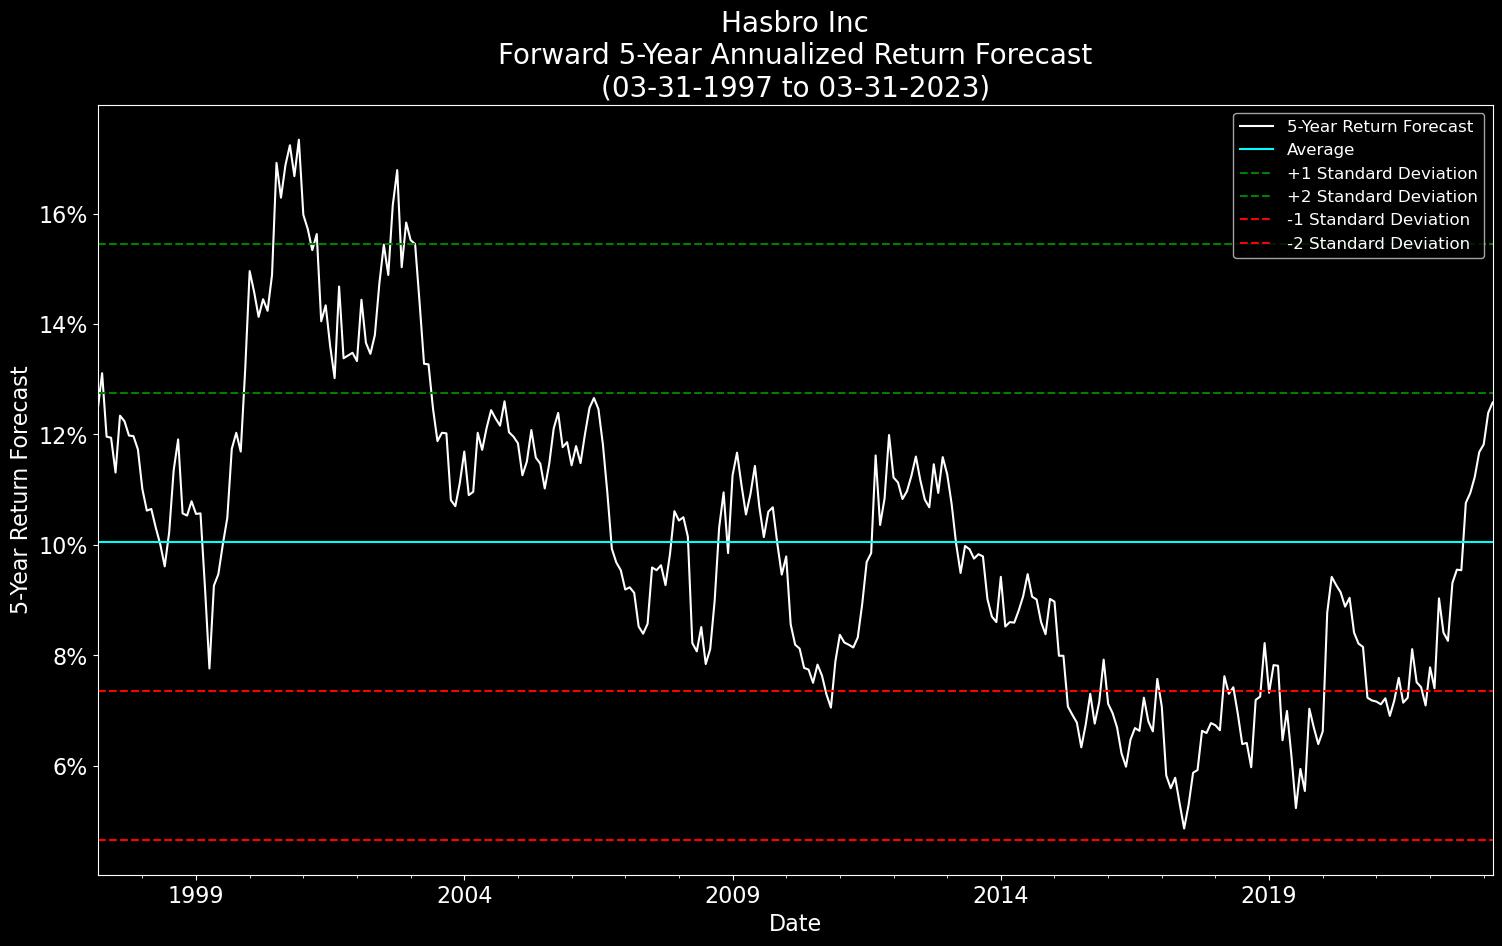 Hasbro Inc
Forward 5-Year Annualized Return Forecast
(03-31-1997 to 03-31-2023)
5-Year Return Forecast
Average
+1 Standard Deviation
+2 Standard Deviation
-1 Standard Deviation
-2 Standard Deviation
5-Year Return Forecast
16%
14%
12%
10%
8%
6%
1999
2004
2009
2014
2019
Date